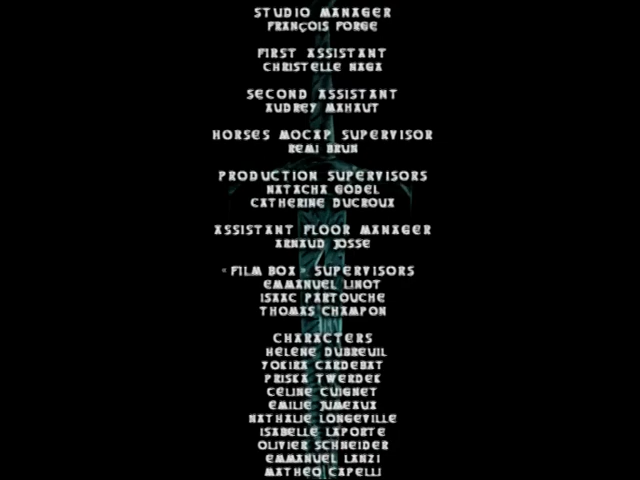 STUDIO MANAGER
FRANÇOIS FORGE
FIRST ASSISTANT
CHRISTELLE NAGA
SECOND ASSISTANT
AUDREY MAHAUT
HORSES MOCAP SUPERVISOR
REMI BRUN
PRODUCTION SUPERVISORS
NATACHA GODEL
CATHERINE DUCROUX
ASSISTANT FLOOR MANAGER
ARNAUD JOSSE
"FILM BOX" SUPERVISORS
EMMANUEL LINOT
ISAAC PARTOUCHE
THOMAS CHAMPON
CHARACTERS
HELENE DUBREUIL
YOKIRA CARDEBAT
PRISKA TWERDEK
CELINE CUIGNET
EMILIE JUMEAUX
NATHALIE LONGEVILLE
ISABELLE LAPORTE
OLIVIER SCHNEIDER
EMMANUEL LANZI
MATHEO CAPELLI